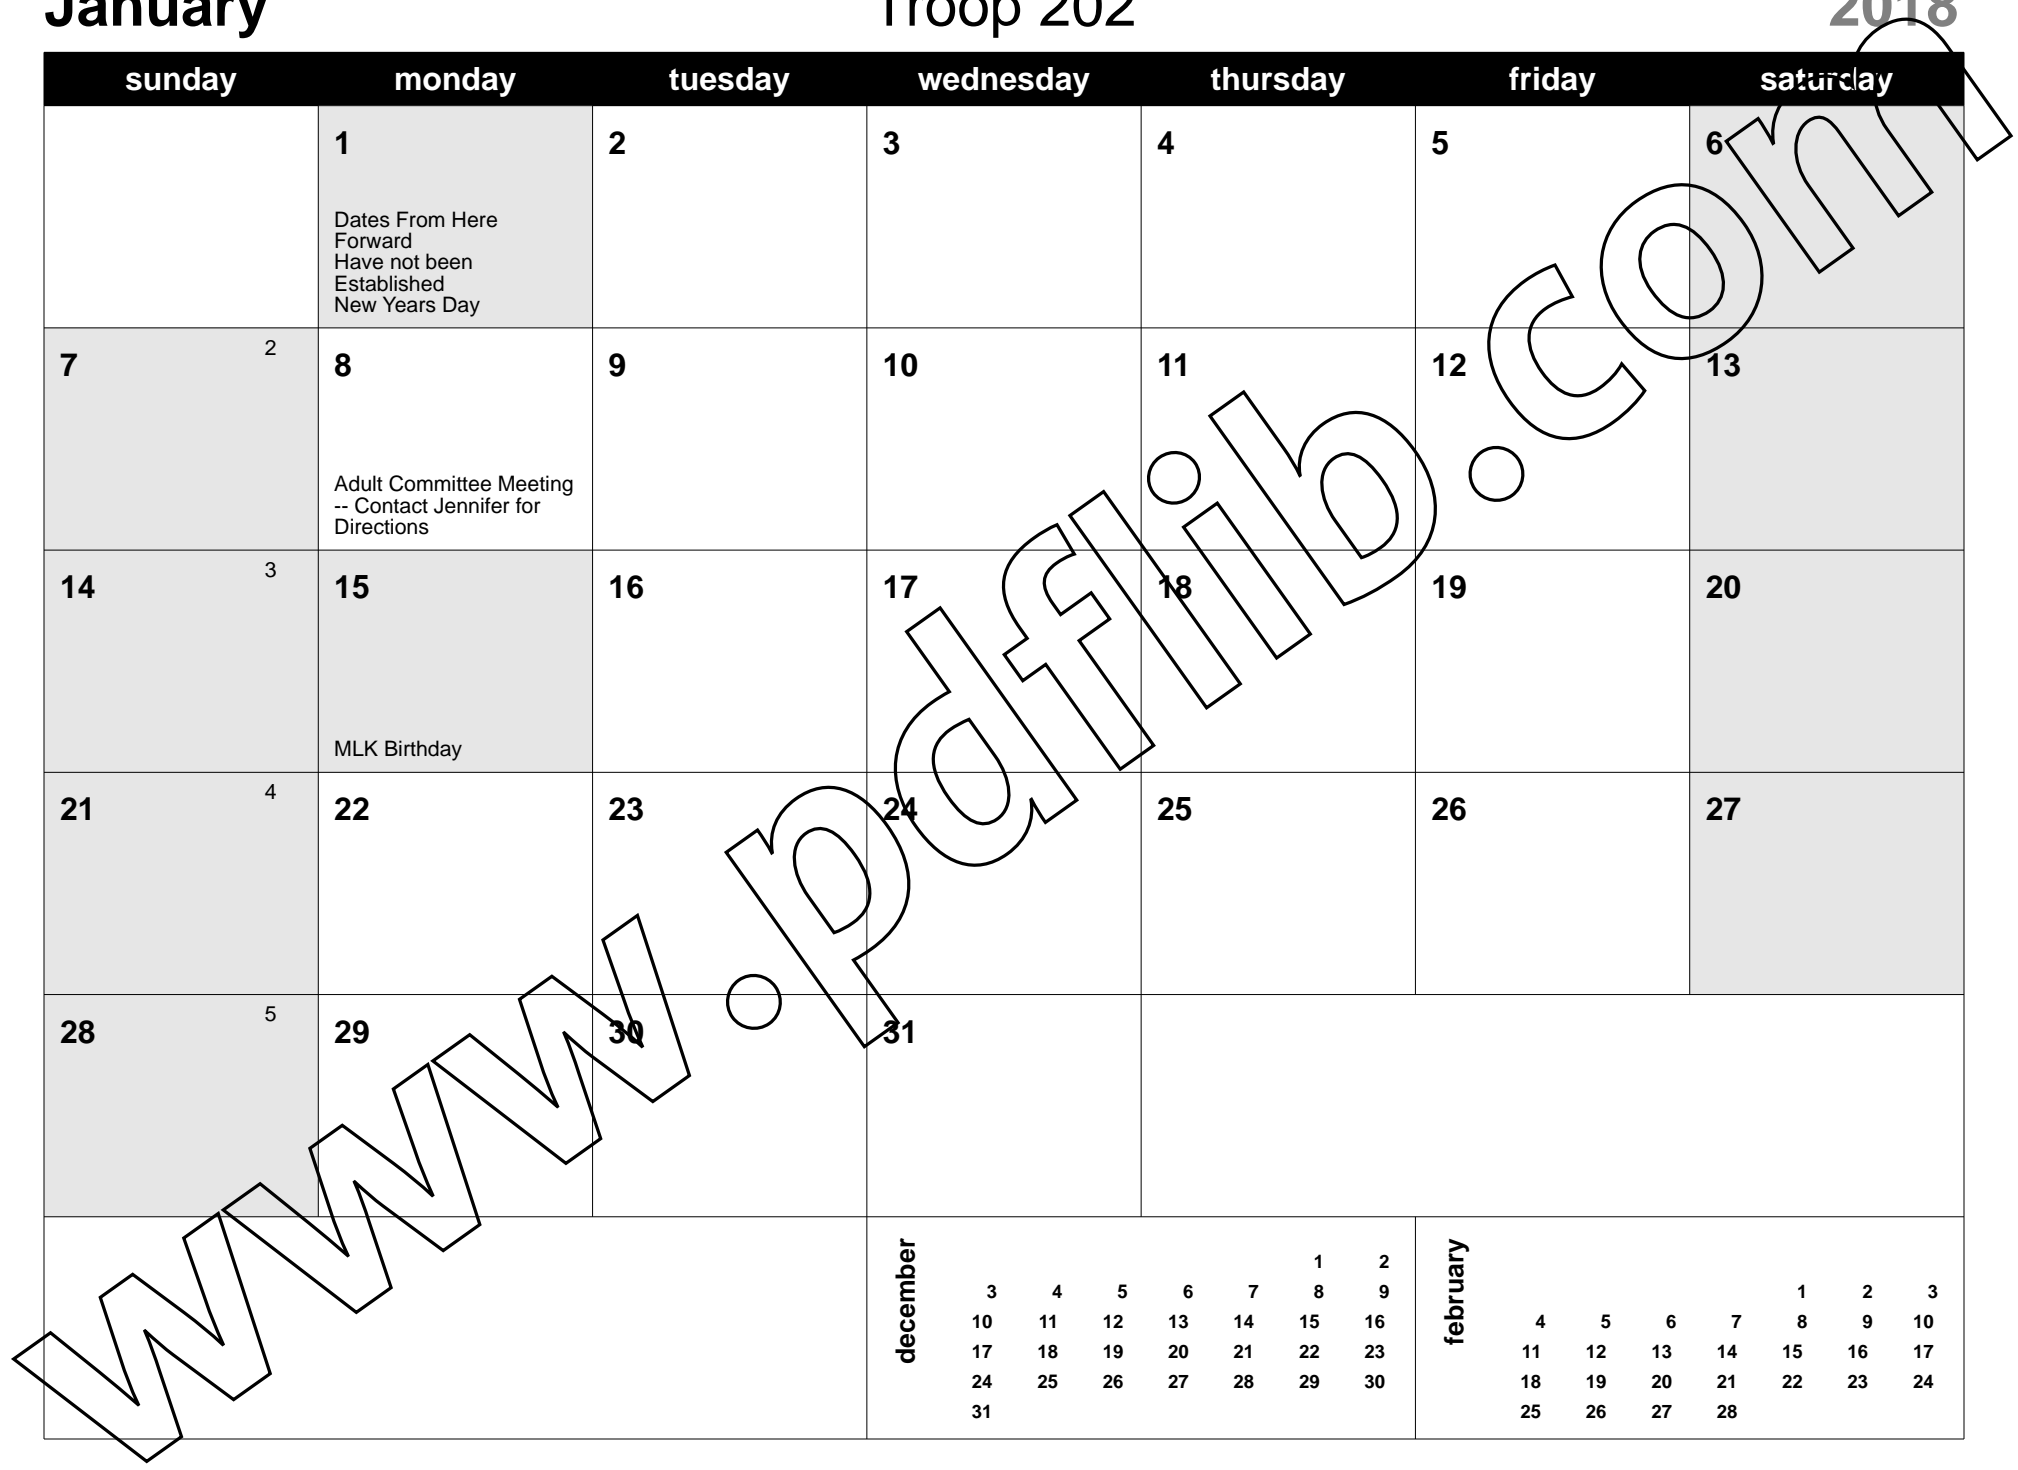 January Troop 202 2018
sunday monday tuesday wednesday thursday friday saturday
1 2 3 4 5 6
Dates From Here
Forward
Have not been
Established
New Years Day
7 2 8 9 10 11 12 13
Adult Committee Meeting
-- Contact Jennifer for
Directions
14 3 15 16 17 18 19 20
MLK Birthday
21 4 22 23 24 25 26 27
28 5 29 30 31
december
1 2
3 4 5 6 7 8 9
10 11 12 13 14 15 16
17 18 19 20 21 22 23
24 25 26 27 28 29 30
31
february
1 2 3
4 5 6 7 8 9 10
11 12 13 14 15 16 17
18 19 20 21 22 23 24
25 26 27 28
www.pdflib.com